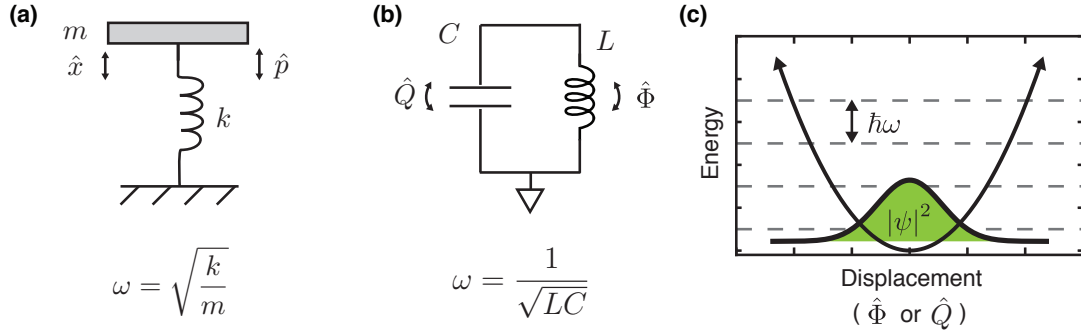 (a)
m
x̂
p̂
k
ω = √(k/m)
(b)
C
L
Q̂
Φ̂
ω = 1/√(LC)
(c)
Energy
ℏω
|ψ|²
Displacement
( Φ̂ or Q̂ )